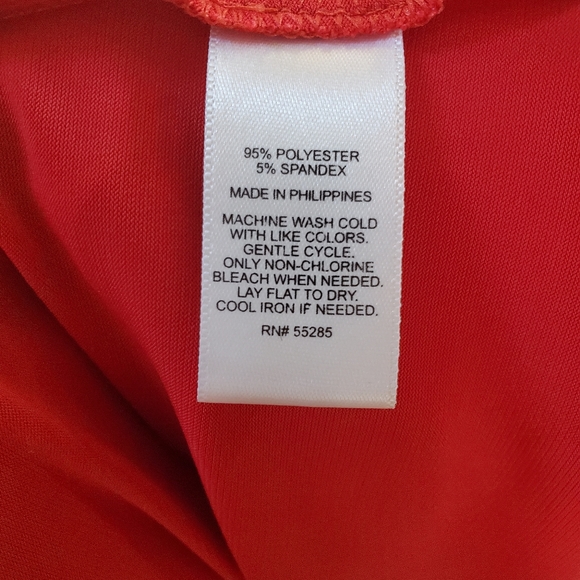 95% POLYESTER
5% SPANDEX
MADE IN PHILIPPINES
MACHINE WASH COLD
WITH LIKE COLORS.
GENTLE CYCLE.
ONLY NON-CHLORINE
BLEACH WHEN NEEDED.
LAY FLAT TO DRY.
COOL IRON IF NEEDED.
RN# 55285